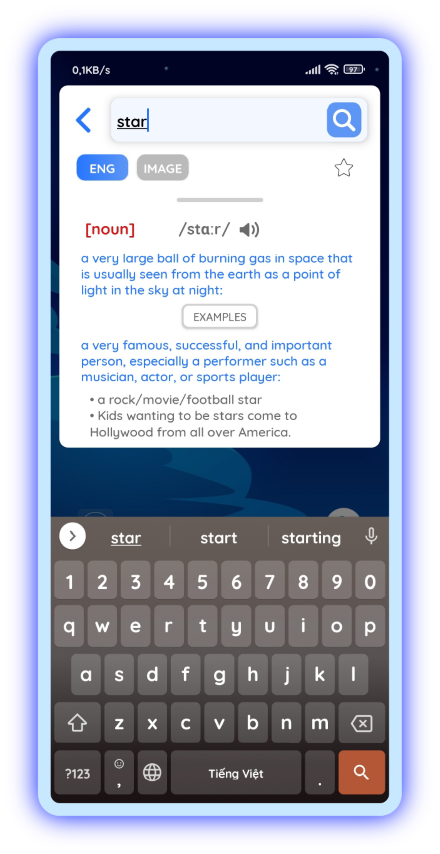 0,1KB/s 97
star
ENG IMAGE
[noun] /stɑːr/
a very large ball of burning gas in space that
is usually seen from the earth as a point of
light in the sky at night:
EXAMPLES
a very famous, successful, and important
person, especially a performer such as a
musician, actor, or sports player:
• a rock/movie/football star
• Kids wanting to be stars come to
Hollywood from all over America.
star start starting
1 2 3 4 5 6 7 8 9 0
q w e r t y u i o p
a s d f g h j k l
z x c v b n m
?123 , Tiếng Việt .